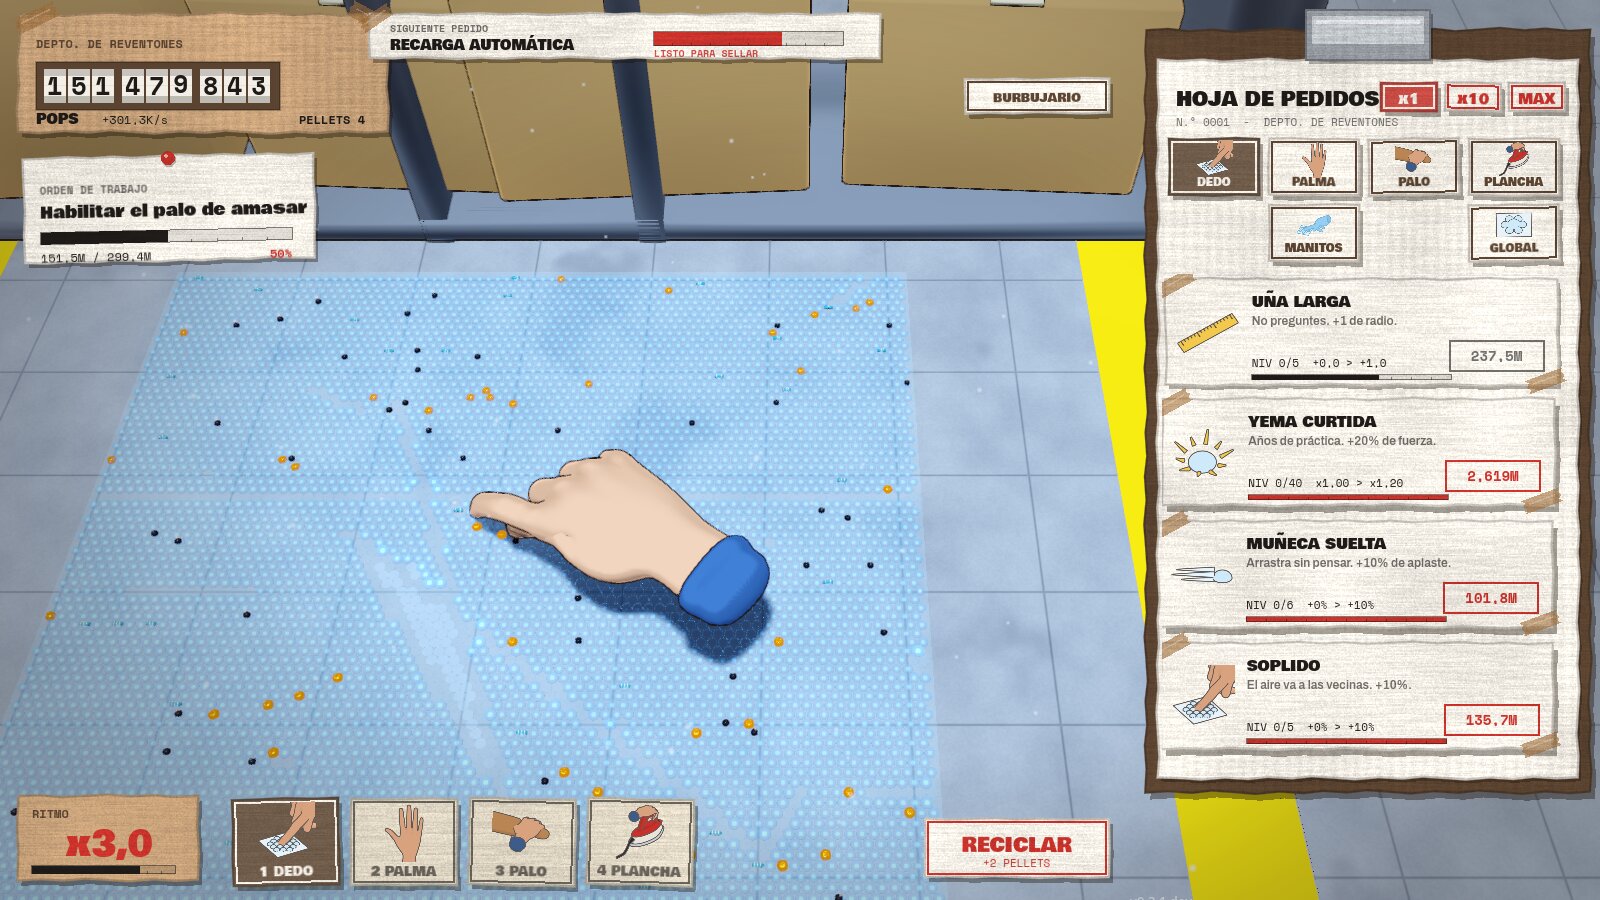 DEPTO. DE REVENTONES
151 479 843
POPS +301.3K/s PELLETS 4
SIGUIENTE PEDIDO
RECARGA AUTOMÁTICA
LISTO PARA SELLAR
BURBUJARIO
ORDEN DE TRABAJO
Habilitar el palo de amasar
151,5M / 299,4M 50%
HOJA DE PEDIDOS x1 x10 MAX
N.° 0001 - DEPTO. DE REVENTONES
DEDO PALMA PALO PLANCHA
MANITOS GLOBAL
UÑA LARGA
No preguntes. +1 de radio.
NIV 0/5 +0,0 > +1,0 237,5M
YEMA CURTIDA
Años de práctica. +20% de fuerza.
NIV 0/40 x1,00 > x1,20 2,619M
MUÑECA SUELTA
Arrastra sin pensar. +10% de aplaste.
NIV 0/6 +0% > +10% 101,8M
SOPLIDO
El aire va a las vecinas. +10%.
NIV 0/5 +0% > +10% 135,7M
RITMO
x3,0
1 DEDO 2 PALMA 3 PALO 4 PLANCHA
RECICLAR
+2 PELLETS